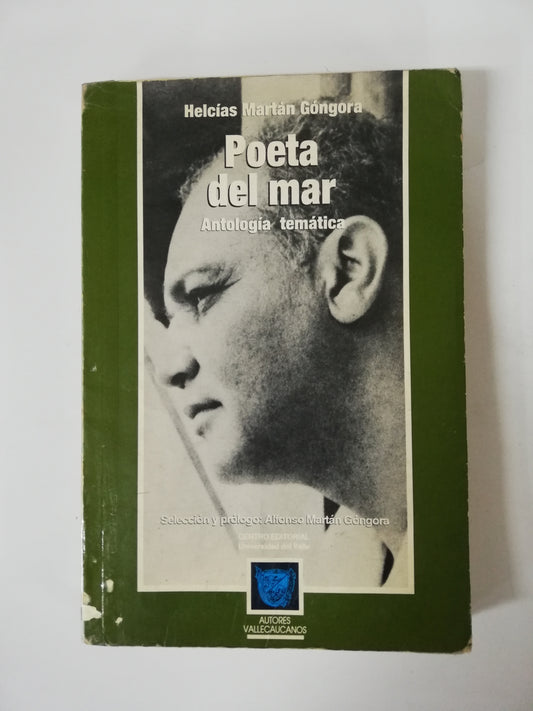 Helcías Martán Góngora
Poeta
del mar
Antología temática
Selección y prólogo: Alfonso Martán Góngora
CENTRO EDITORIAL
Universidad del Valle
AUTORES
VALLECAUCANOS